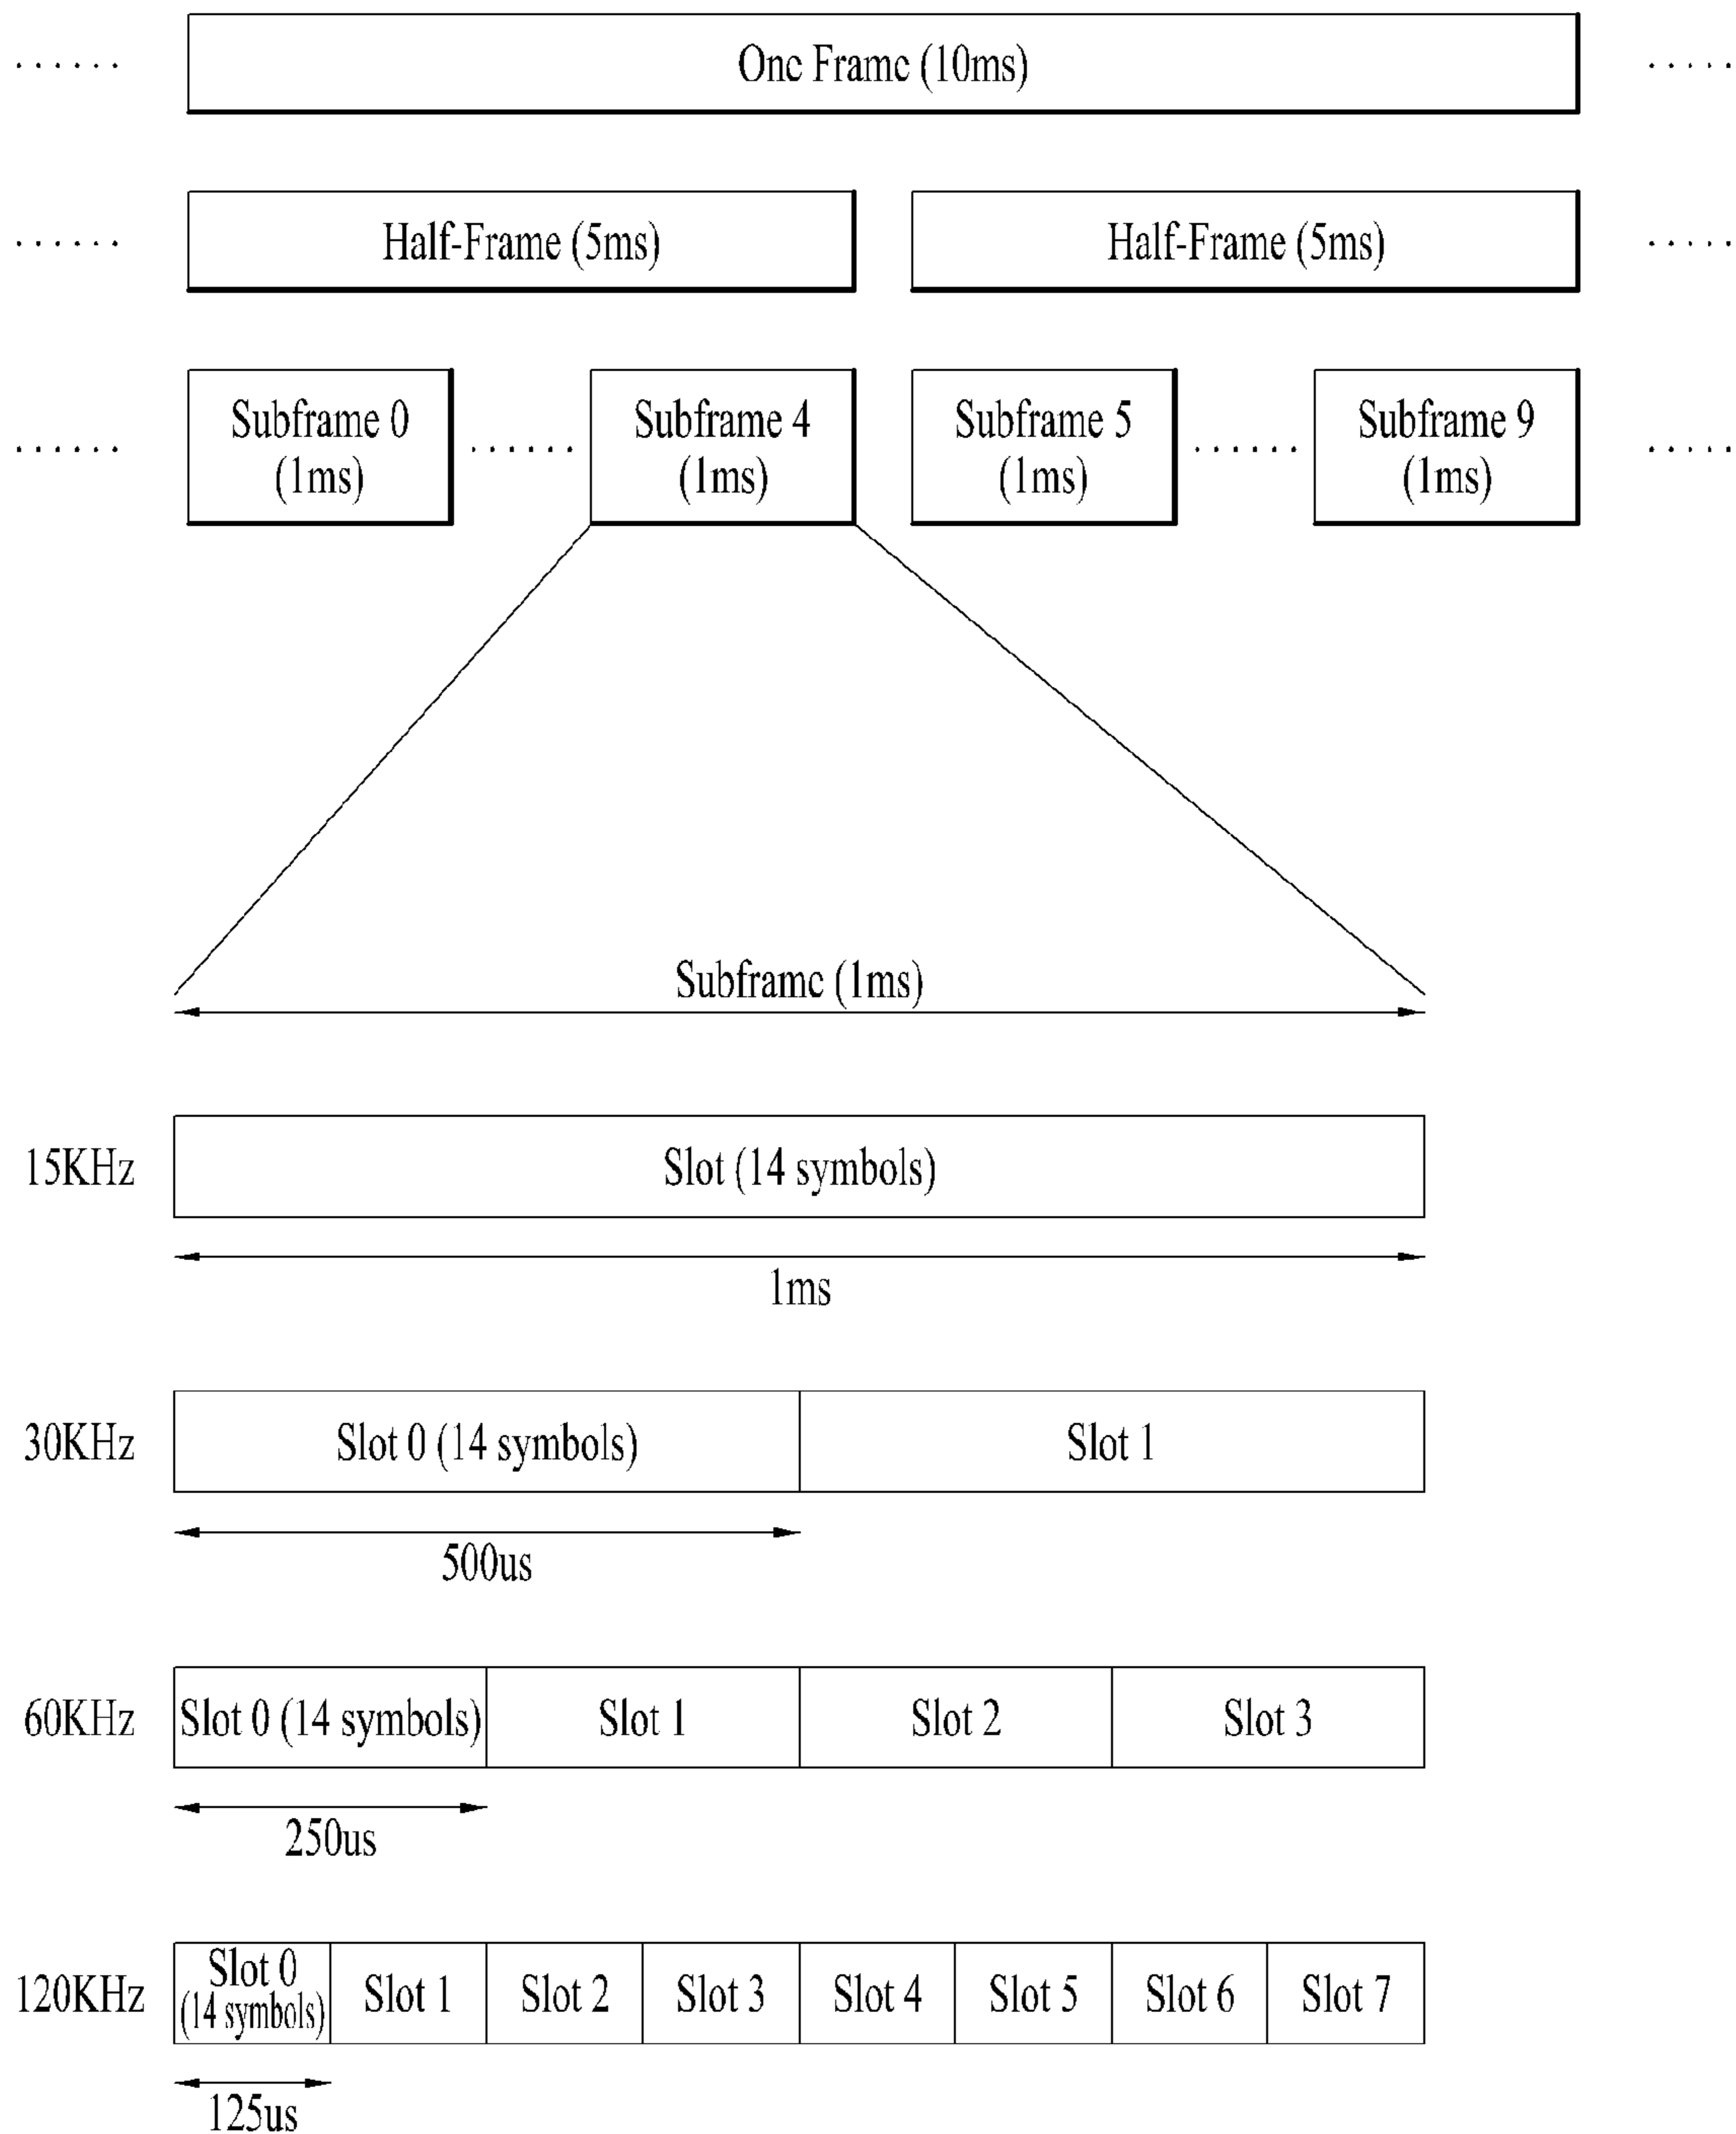 One Frame (10ms)
Half-Frame (5ms) Half-Frame (5ms)
Subframe 0 (1ms)
Subframe 4 (1ms)
Subframe 5 (1ms)
Subframe 9 (1ms)
Subframe (1ms)
15KHz Slot (14 symbols)
1ms
30KHz Slot 0 (14 symbols) Slot 1
500us
60KHz Slot 0 (14 symbols) Slot 1 Slot 2 Slot 3
250us
120KHz Slot 0 (14 symbols) Slot 1 Slot 2 Slot 3 Slot 4 Slot 5 Slot 6 Slot 7
125us